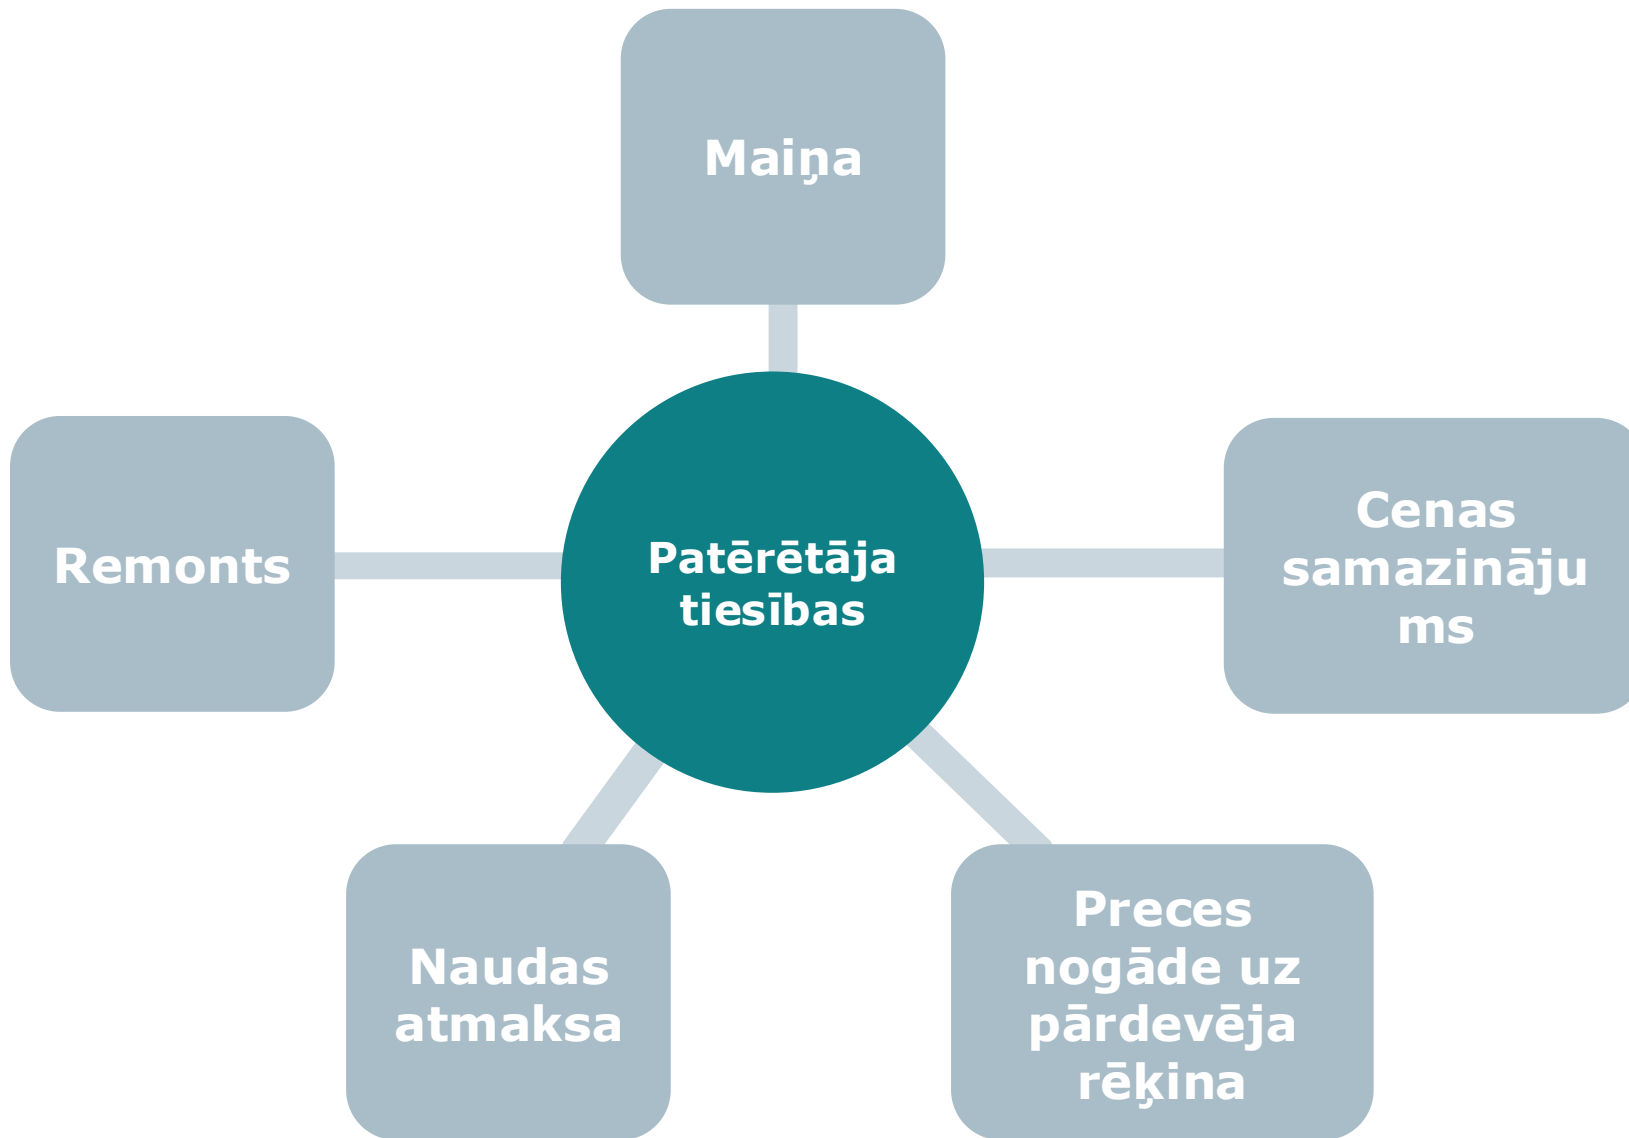 Maiņa
Remonts
Patērētāja
tiesības
Cenas
samazināju
ms
Naudas
atmaksa
Preces
nogāde uz
pārdevēja
rēķina